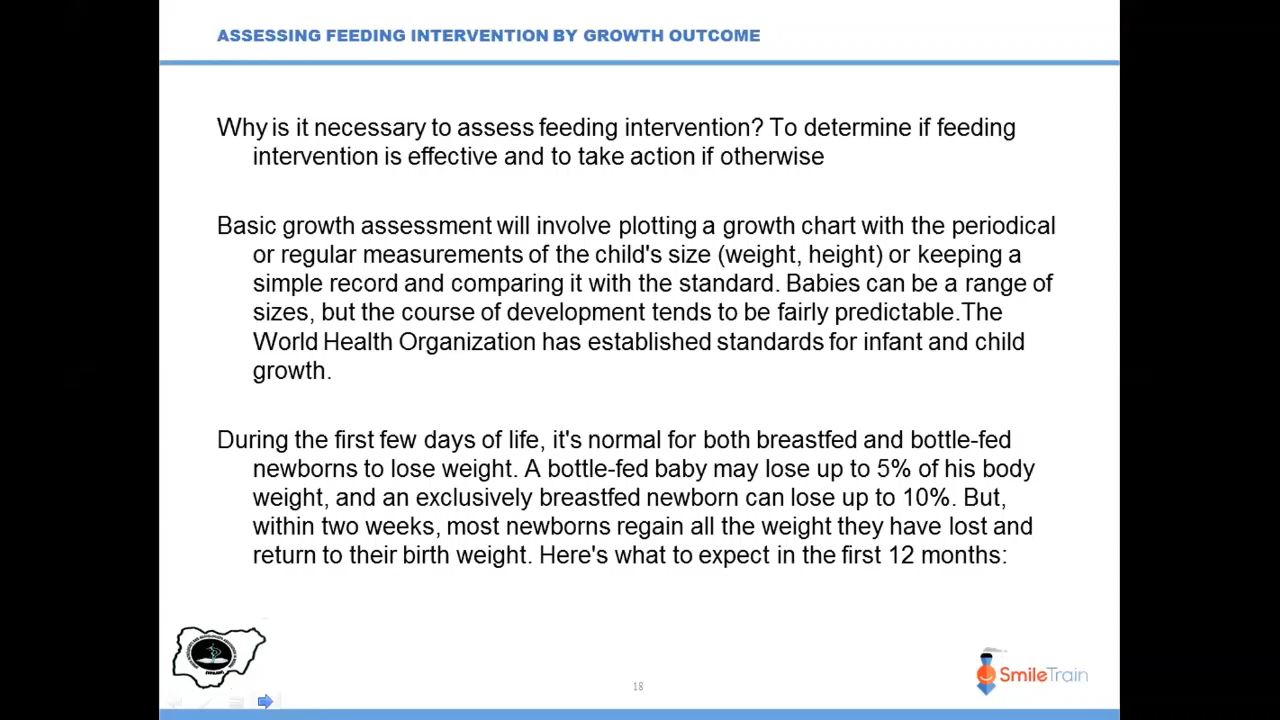 ASSESSING FEEDING INTERVENTION BY GROWTH OUTCOME
Why is it necessary to assess feeding intervention? To determine if feeding
intervention is effective and to take action if otherwise
Basic growth assessment will involve plotting a growth chart with the periodical
or regular measurements of the child's size (weight, height) or keeping a
simple record and comparing it with the standard. Babies can be a range of
sizes, but the course of development tends to be fairly predictable.The
World Health Organization has established standards for infant and child
growth.
During the first few days of life, it's normal for both breastfed and bottle-fed
newborns to lose weight. A bottle-fed baby may lose up to 5% of his body
weight, and an exclusively breastfed newborn can lose up to 10%. But,
within two weeks, most newborns regain all the weight they have lost and
return to their birth weight. Here's what to expect in the first 12 months:
SmileTrain
18